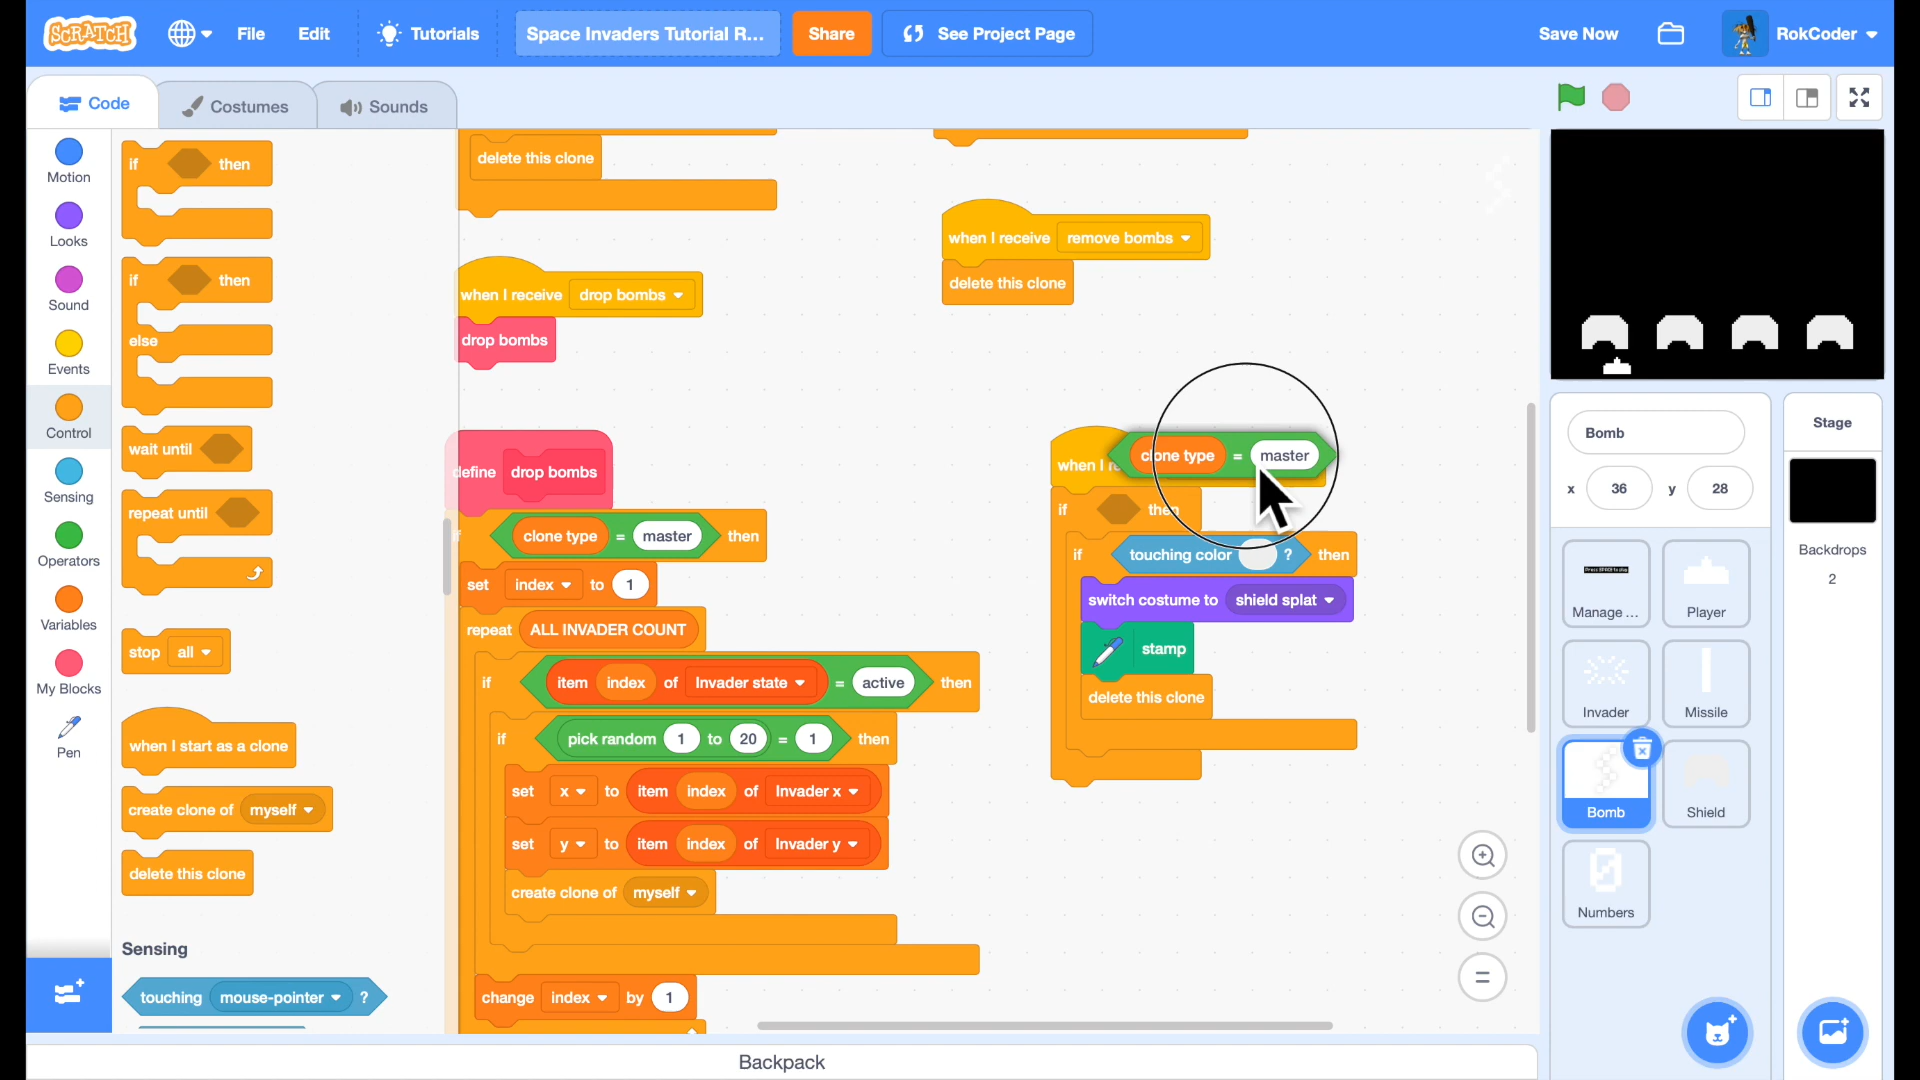 SCRATCH File Edit Tutorials Space Invaders Tutorial R... Share See Project Page Save Now RokCoder
Code Costumes Sounds
Motion
Looks
Sound
Events
Control
Sensing
Operators
Variables
My Blocks
Pen
if then
if then
else
wait until
repeat until
stop all
when I start as a clone
create clone of myself
delete this clone
Sensing
touching mouse-pointer ?
delete this clone
when I receive drop bombs
drop bombs
define drop bombs
if clone type = master then
set index to 1
repeat ALL INVADER COUNT
if item index of Invader state = active then
if pick random 1 to 20 = 1 then
set x to item index of Invader x
set y to item index of Invader y
create clone of myself
change index by 1
when I receive remove bombs
delete this clone
when I re
clone type = master
if then
if touching color ? then
switch costume to shield splat
stamp
delete this clone
Backpack
Bomb
x 36 y 28
Manage ... Player
Invader Missile
Bomb Shield
Numbers
Stage
Backdrops
2